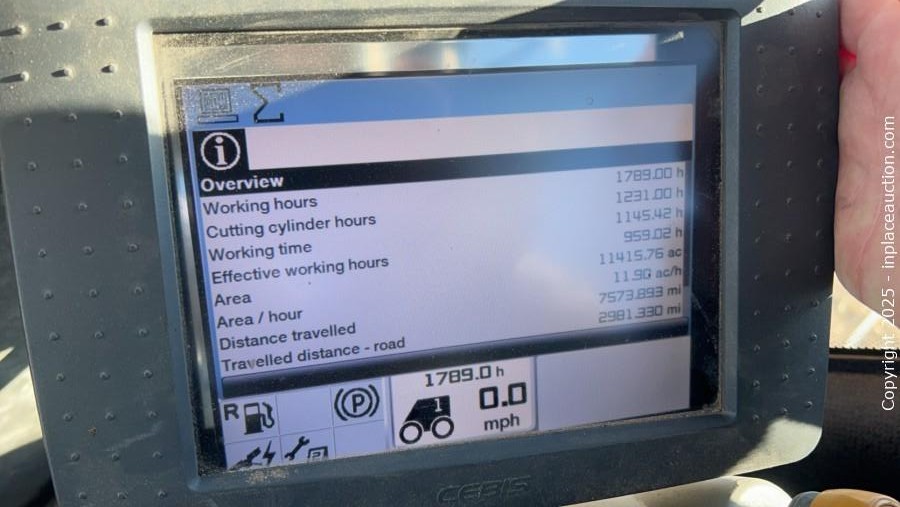 Overview
Working hours 1789.00 h
Cutting cylinder hours 1231.00 h
Working time 1145.42 h
Effective working hours 959.02 h
Area 11415.76 ac
Area / hour 11.90 ac/h
Distance travelled 7573.893 mi
Travelled distance - road 2981.330 mi
R
P
1789.0 h
1
0.0
mph
CEBIS
Copyright 2025 - inplaceauction.com